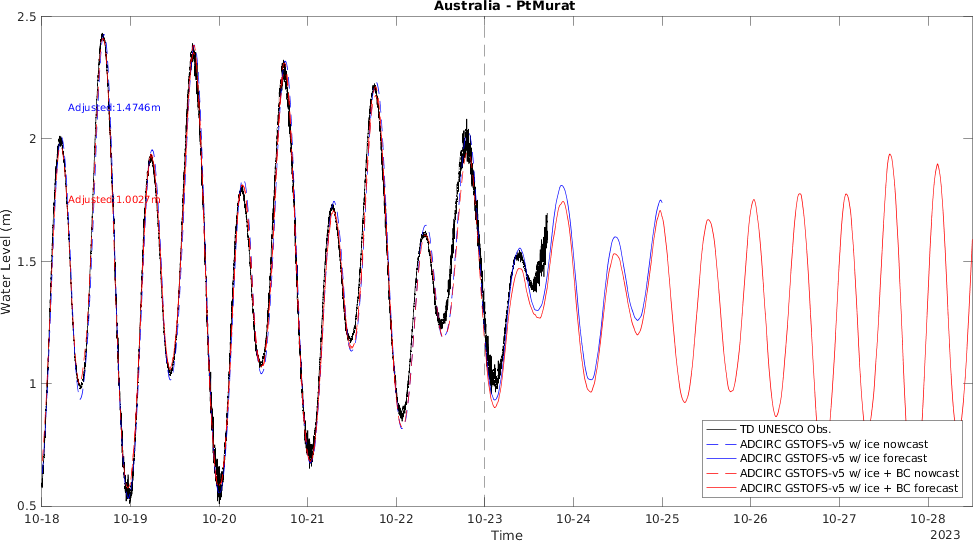 Australia - PtMurat
2.5
2
1.5
1
0.5
Water Level (m)
Adjusted:1.4746m
Adjusted:1.0027m
TD UNESCO Obs.
ADCIRC GSTOFS-v5 w/ ice nowcast
ADCIRC GSTOFS-v5 w/ ice forecast
ADCIRC GSTOFS-v5 w/ ice + BC nowcast
ADCIRC GSTOFS-v5 w/ ice + BC forecast
10-18 10-19 10-20 10-21 10-22 10-23 10-24 10-25 10-26 10-27 10-28
Time
2023